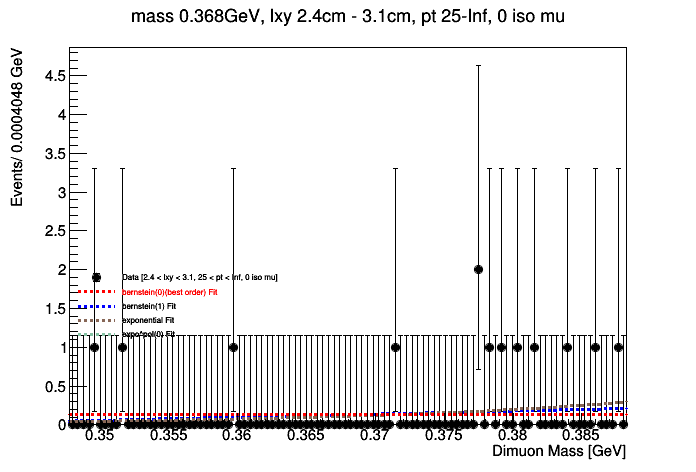 mass 0.368GeV, lxy 2.4cm - 3.1cm, pt 25-Inf, 0 iso mu
Events/ 0.0004048 GeV
4.5
4
3.5
3
2.5
2
1.5
1
0.5
0
Data [2.4 < lxy < 3.1, 25 < pt < Inf, 0 iso mu]
bernstein(0)(best order) Fit
bernstein(1) Fit
exponential Fit
expo*pol(0) Fit
0.35 0.355 0.36 0.365 0.37 0.375 0.38 0.385
Dimuon Mass [GeV]